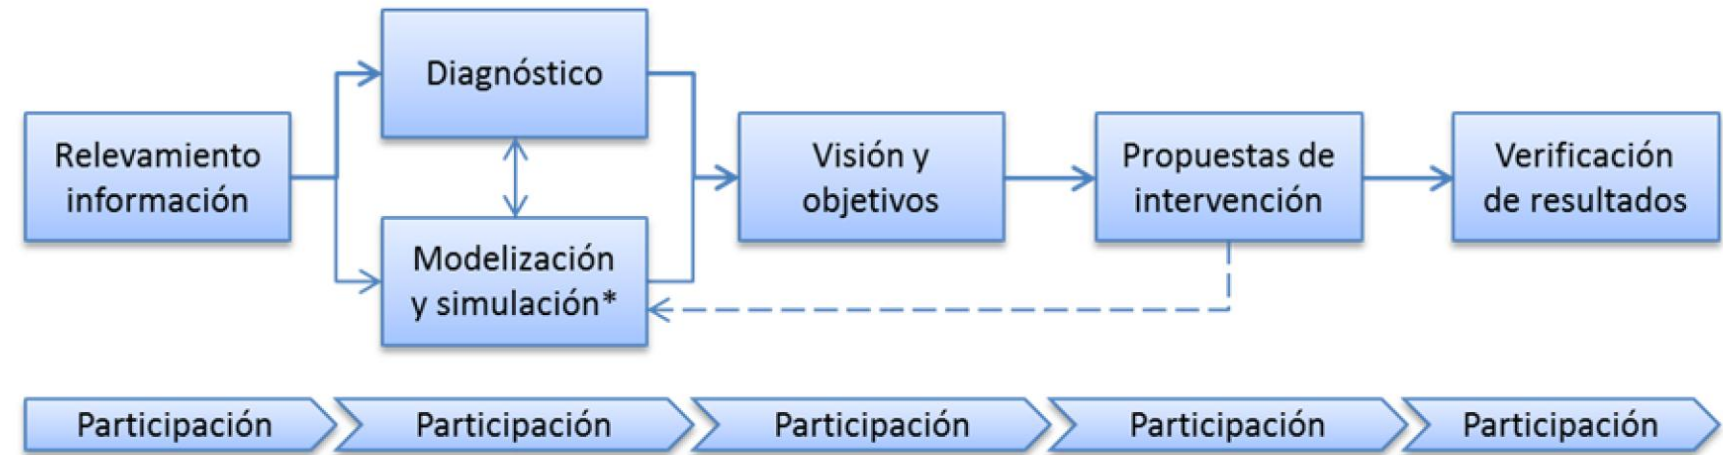 Diagnóstico
Relevamiento
información
Modelización
y simulación*
Visión y
objetivos
Propuestas de
intervención
Verificación
de resultados
Participación
Participación
Participación
Participación
Participación